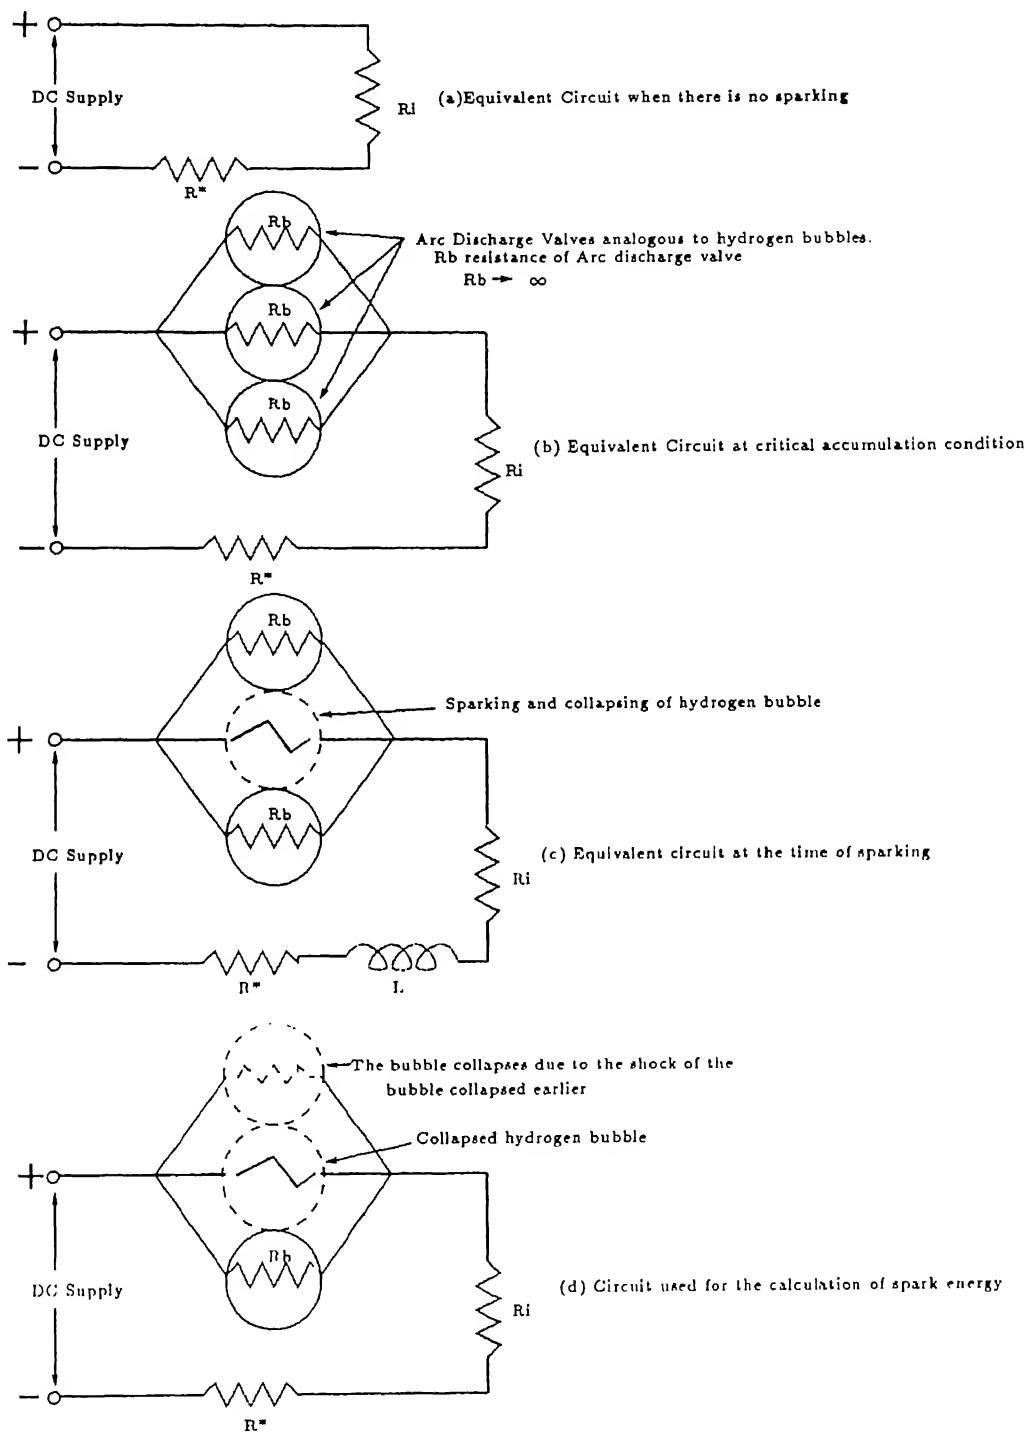 +
DC Supply
Ri
(a)Equivalent Circuit when there is no sparking
−
R*
Rb
Arc Discharge Valves analogous to hydrogen bubbles.
Rb resistance of Arc discharge valve
Rb → ∞
Rb
+
Rb
DC Supply
(b) Equivalent Circuit at critical accumulation condition
Ri
−
R*
Rb
Sparking and collapsing of hydrogen bubble
+
Rb
DC Supply
(c) Equivalent circuit at the time of sparking
Ri
−
R*
L
The bubble collapses due to the shock of the
bubble collapsed earlier
Collapsed hydrogen bubble
+
Rb
DC Supply
(d) Circuit used for the calculation of spark energy
Ri
−
R*